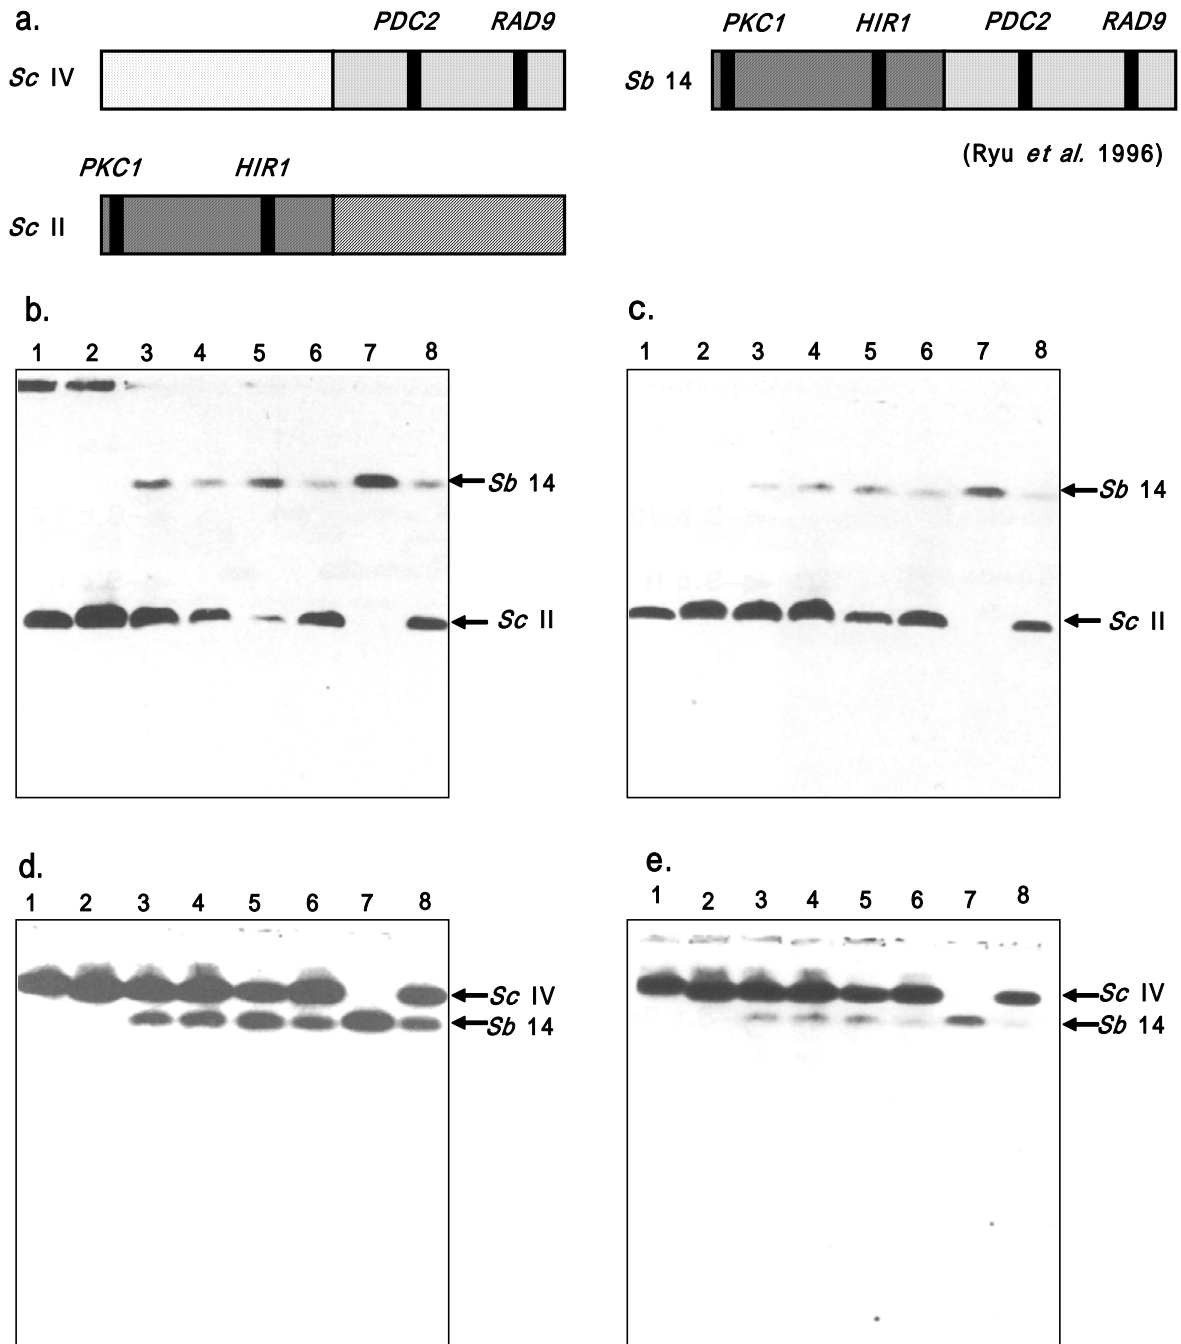 a.
PDC2 RAD9
Sc IV
PKC1 HIR1 PDC2 RAD9
Sb 14
(Ryu et al. 1996)
PKC1 HIR1
Sc II
b.
1 2 3 4 5 6 7 8
Sb 14
Sc II
c.
1 2 3 4 5 6 7 8
Sb 14
Sc II
d.
1 2 3 4 5 6 7 8
Sc IV
Sb 14
e.
1 2 3 4 5 6 7 8
Sc IV
Sb 14